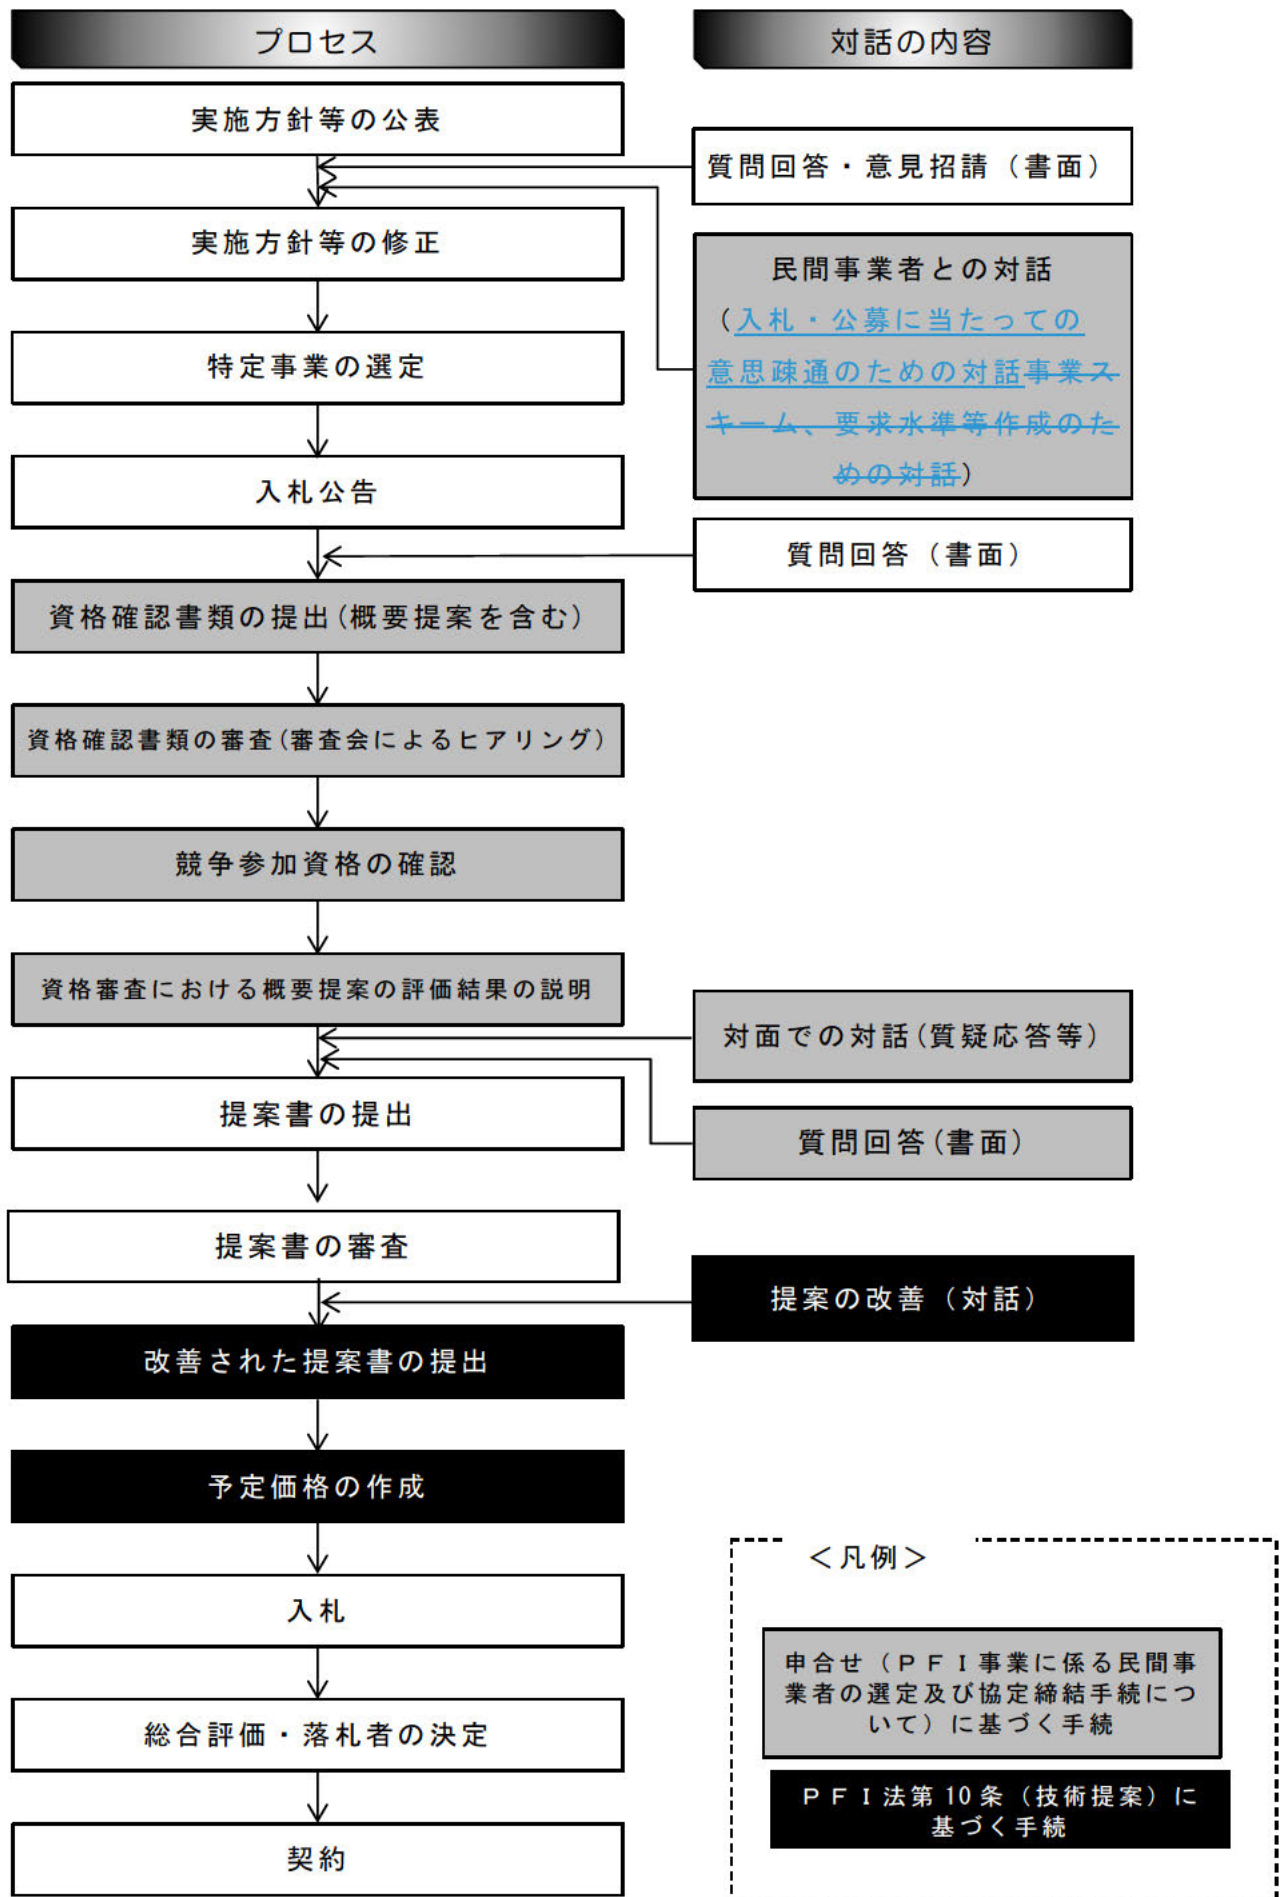 プロセス
実施方針等の公表
実施方針等の修正
特定事業の選定
入札公告
資格確認書類の提出(概要提案を含む)
資格確認書類の審査(審査会によるヒアリング)
競争参加資格の確認
資格審査における概要提案の評価結果の説明
提案書の提出
提案書の審査
改善された提案書の提出
予定価格の作成
入札
総合評価・落札者の決定
契約
対話の内容
質問回答・意見招請（書面）
民間事業者との対話
（入札・公募に当たっての
意思疎通のための対話事業ス
キーム、要求水準等作成のた
めの対話）
質問回答（書面）
対面での対話(質疑応答等)
質問回答(書面)
提案の改善（対話）
＜凡例＞
申合せ（ＰＦＩ事業に係る民間事
業者の選定及び協定締結手続につ
いて）に基づく手続
ＰＦＩ法第10条（技術提案）に
基づく手続